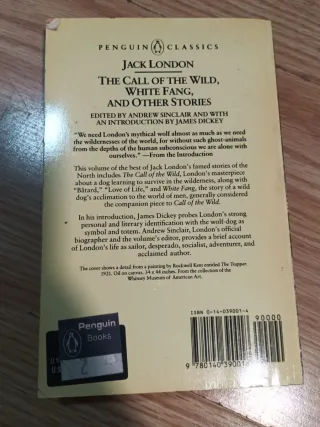 PENGUIN CLASSICS
JACK LONDON
THE CALL OF THE WILD,
WHITE FANG,
AND OTHER STORIES
EDITED BY ANDREW SINCLAIR AND WITH
AN INTRODUCTION BY JAMES DICKEY
"We need London's mythical wolf almost as much as we need
the wildernesses of the world, for without such ghost-animals
from the depths of the human subconscious we are alone with
ourselves."—From the Introduction
This volume of the best of Jack London's famed stories of the
North includes The Call of the Wild, London's masterpiece
about a dog learning to survive in the wilderness, along with
"Bâtard," "Love of Life," and White Fang, the story of a wild
dog's acclimation to the world of men, generally considered
the companion piece to Call of the Wild.
In his introduction, James Dickey probes London's strong
personal and literary identification with the wolf-dog as
symbol and totem. Andrew Sinclair, London's official
biographer and the volume's editor, provides a brief account
of London's life as sailor, desperado, socialist, adventurer, and
acclaimed author.
The cover shows a detail from a painting by Rockwell Kent entitled The Trapper,
1921. Oil on canvas, 34 x 44 inches. From the collection of the
Whitney Museum of American Art.
Penguin
Books
ISBN 0-14-039001-4
90000
9 780140 39001